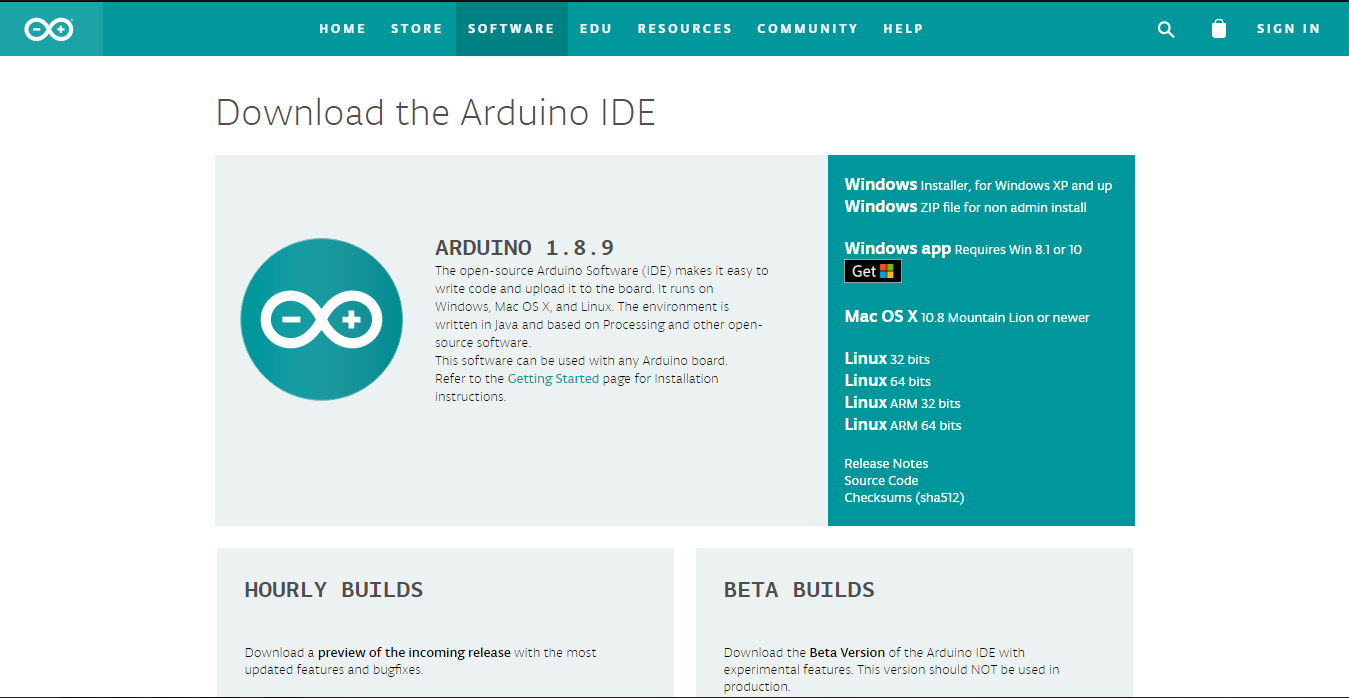 HOME STORE SOFTWARE EDU RESOURCES COMMUNITY HELP SIGN IN
Download the Arduino IDE
ARDUINO 1.8.9
The open-source Arduino Software (IDE) makes it easy to
write code and upload it to the board. It runs on
Windows, Mac OS X, and Linux. The environment is
written in Java and based on Processing and other open-
source software.
This software can be used with any Arduino board.
Refer to the Getting Started page for Installation
instructions.
Windows Installer, for Windows XP and up
Windows ZIP file for non admin install
Windows app Requires Win 8.1 or 10
Get
Mac OS X 10.8 Mountain Lion or newer
Linux 32 bits
Linux 64 bits
Linux ARM 32 bits
Linux ARM 64 bits
Release Notes
Source Code
Checksums (sha512)
HOURLY BUILDS
Download a preview of the incoming release with the most
updated features and bugfixes.
BETA BUILDS
Download the Beta Version of the Arduino IDE with
experimental features. This version should NOT be used in
production.